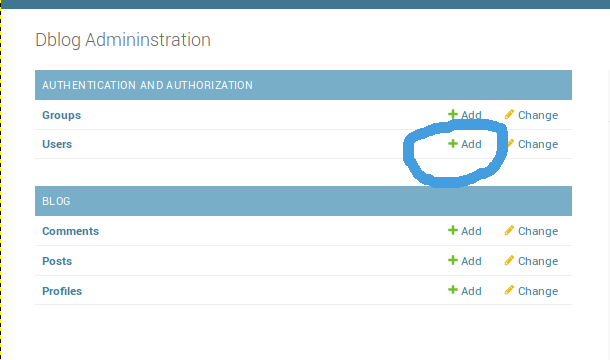 Dblog Admininstration
AUTHENTICATION AND AUTHORIZATION
Groups Add Change
Users Add Change
BLOG
Comments Add Change
Posts Add Change
Profiles Add Change